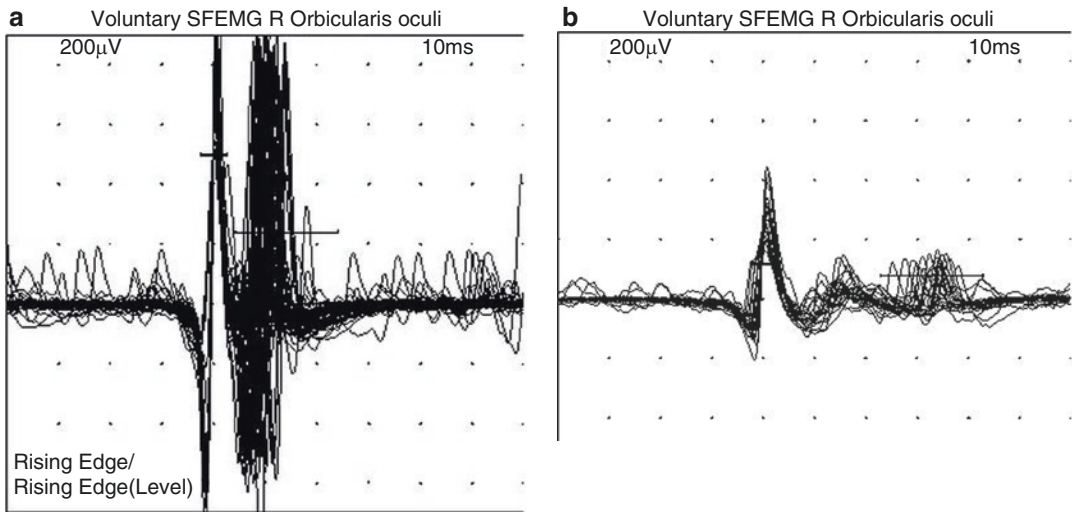 a Voluntary SFEMG R Orbicularis oculi
200μV 10ms
Rising Edge/
Rising Edge(Level)
b Voluntary SFEMG R Orbicularis oculi
200μV 10ms